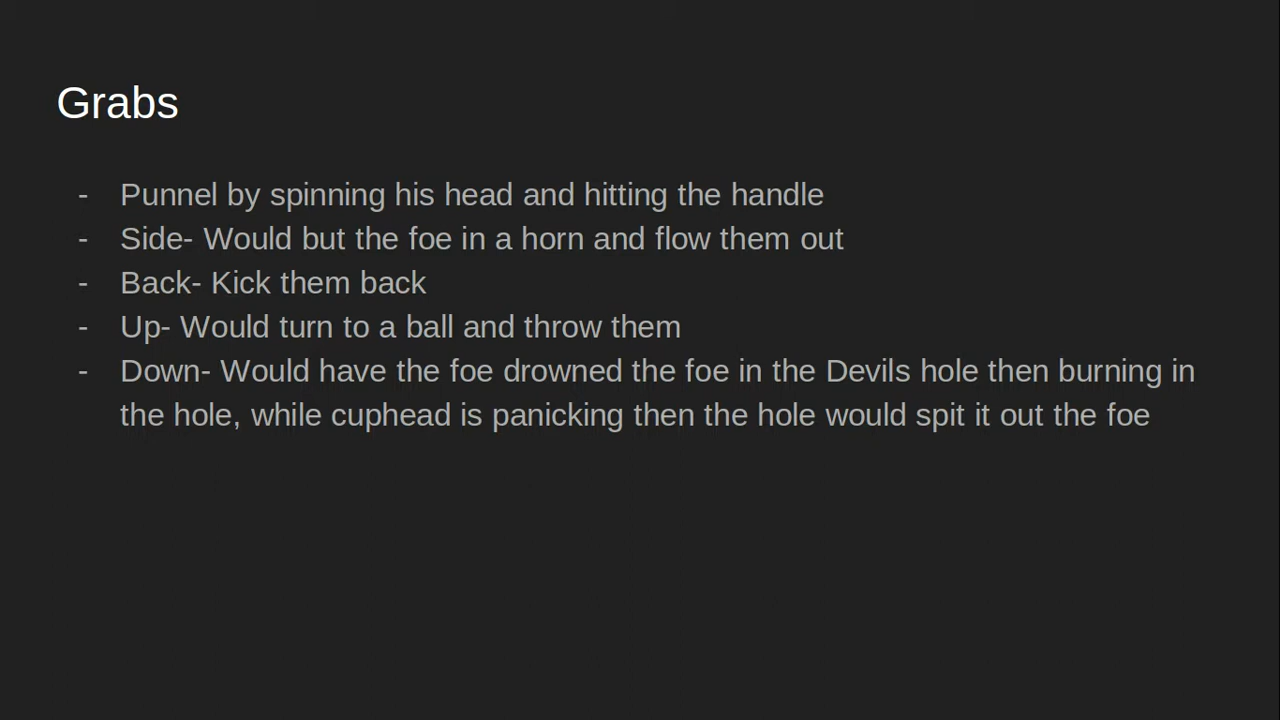 Grabs
- Punnel by spinning his head and hitting the handle
- Side- Would but the foe in a horn and flow them out
- Back- Kick them back
- Up- Would turn to a ball and throw them
- Down- Would have the foe drowned the foe in the Devils hole then burning in
the hole, while cuphead is panicking then the hole would spit it out the foe